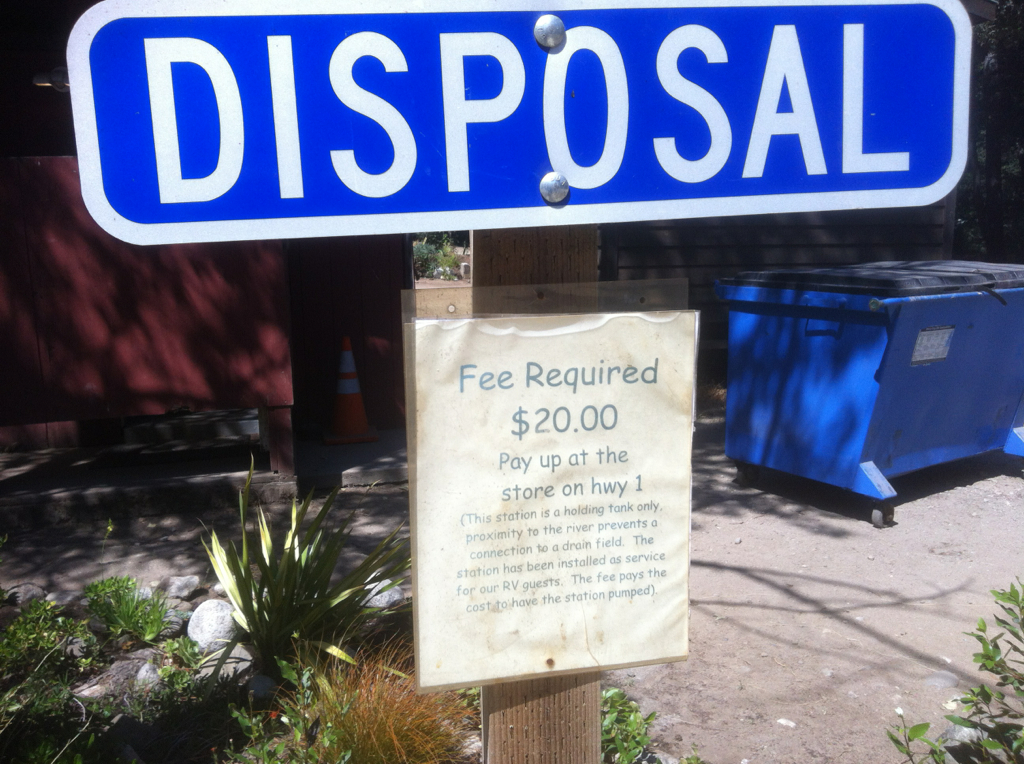 DISPOSAL
Fee Required
$20.00
Pay up at the
store on hwy 1
(This station is a holding tank only,
proximity to the river prevents a
connection to a drain field. The
station has been installed as service
for our RV guests. The fee pays the
cost to have the station pumped).